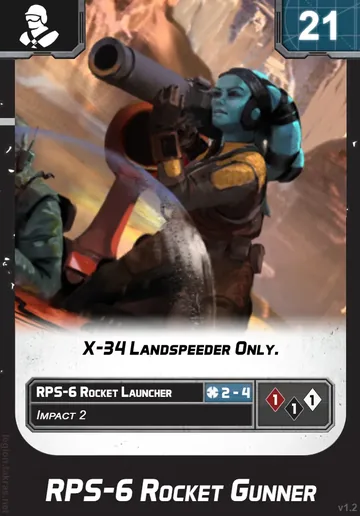 21
X-34 Landspeeder Only.
RPS-6 Rocket Launcher 2 - 4
Impact 2
1 1 1
RPS-6 Rocket Gunner
v1.2